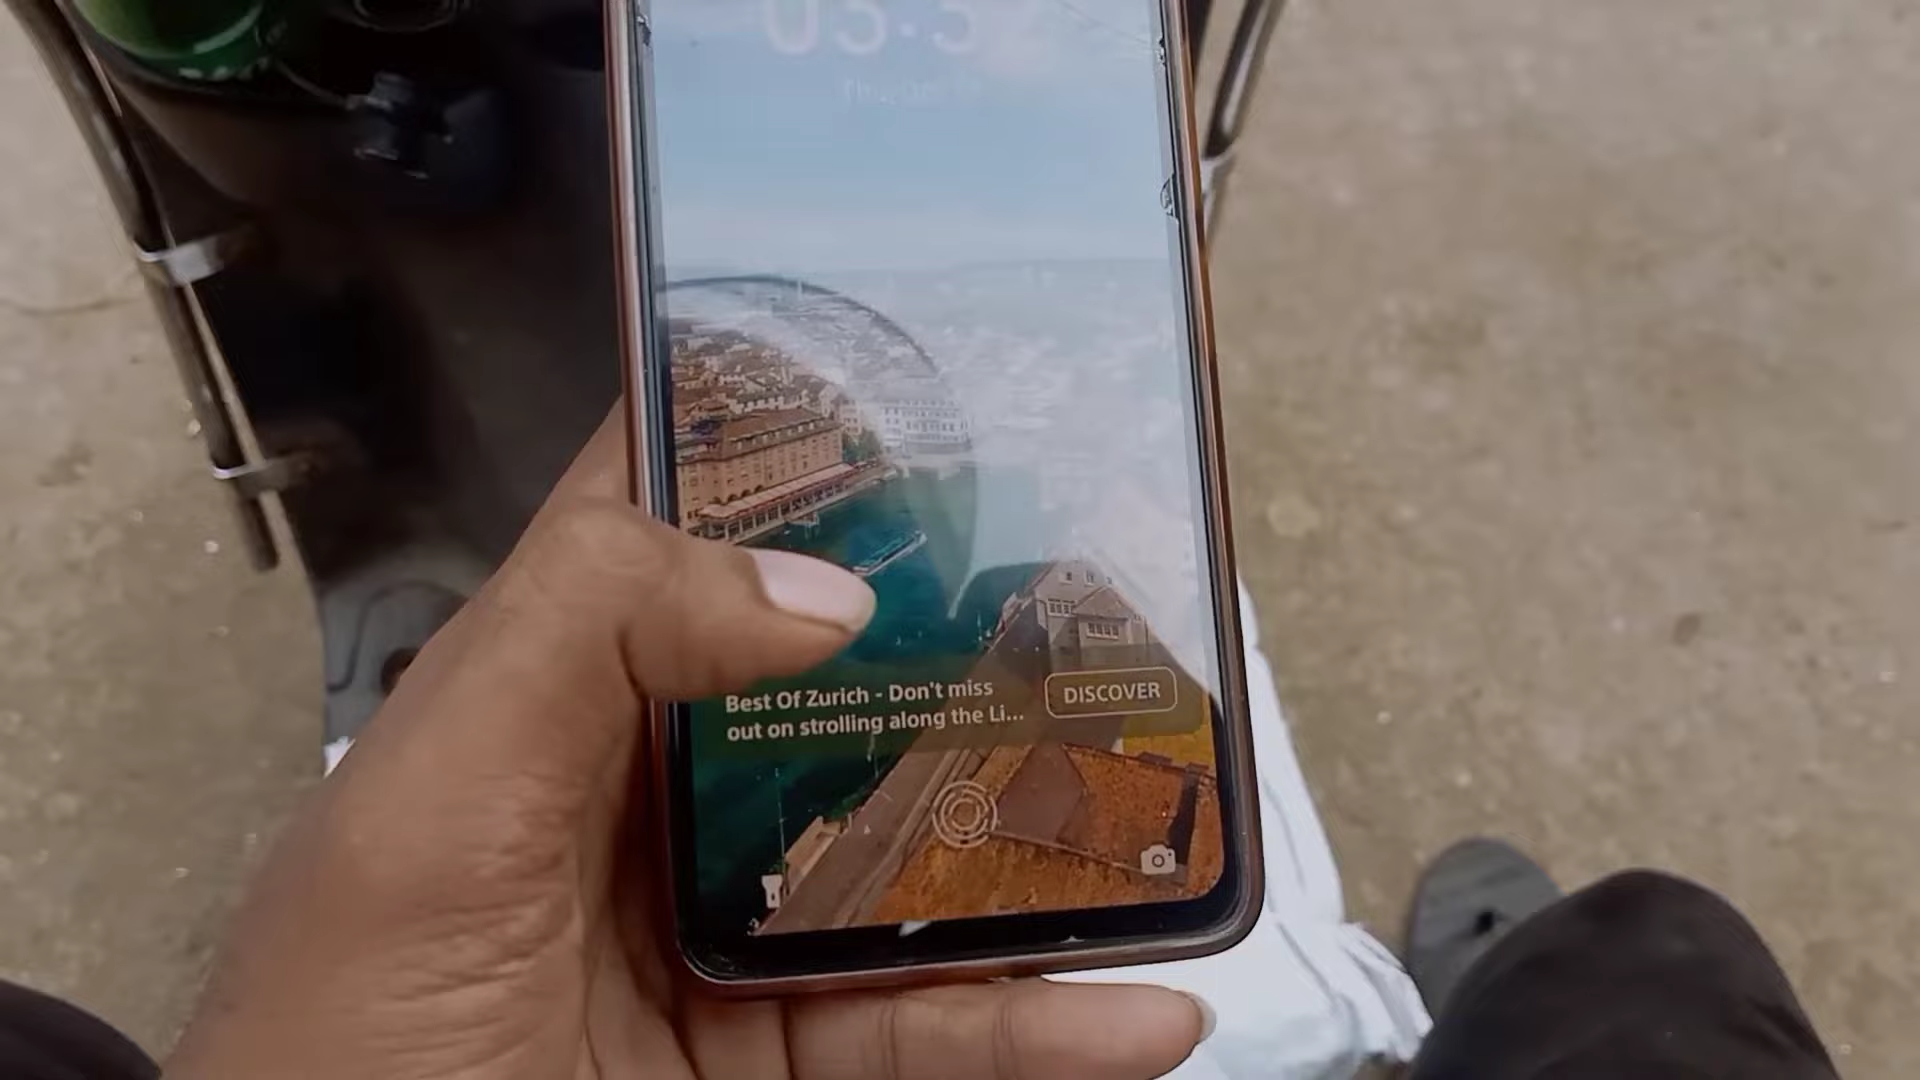 Best Of Zurich - Don't miss
out on strolling along the Li...
DISCOVER